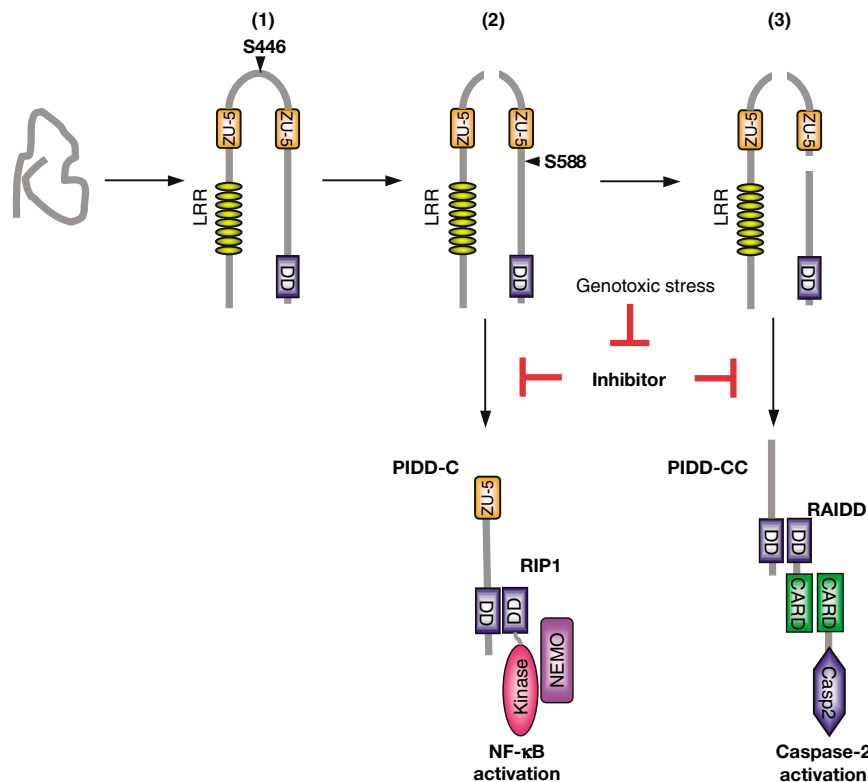 (1)
(2)
(3)
S446
ZU-5
ZU-5
ZU-5
ZU-5
ZU-5
ZU-5
S588
LRR
LRR
LRR
DD
DD
DD
Genotoxic stress
Inhibitor
PIDD-C
PIDD-CC
ZU-5
RAIDD
DD
DD
RIP1
DD
DD
CARD
CARD
Kinase
NEMO
Casp2
NF-κB
activation
Caspase-2
activation